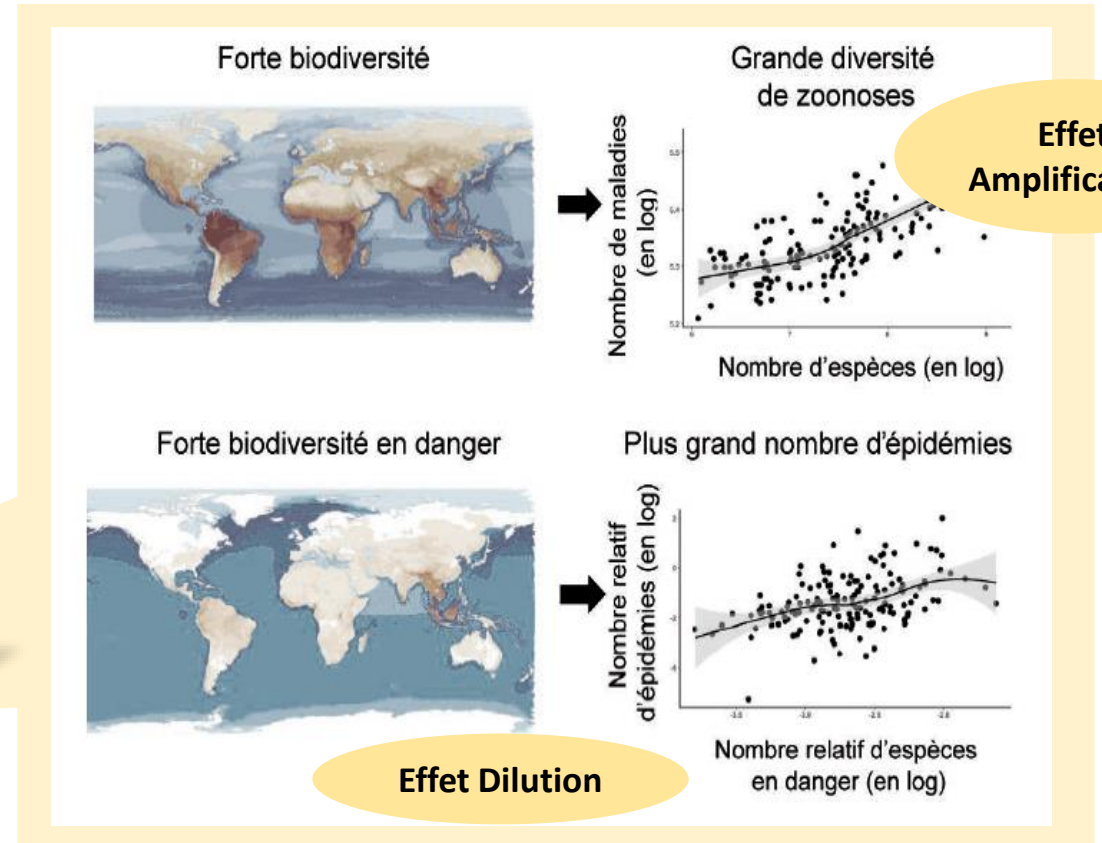 Forte biodiversité
Grande diversité
de zoonoses
Effet
Nombre de maladies
(en log)
Nombre d'espèces (en log)
Forte biodiversité en danger
Plus grand nombre d'épidémies
Nombre relatif
d'épidémies (en log)
Nombre relatif d'espèces
en danger (en log)
Effet Dilution